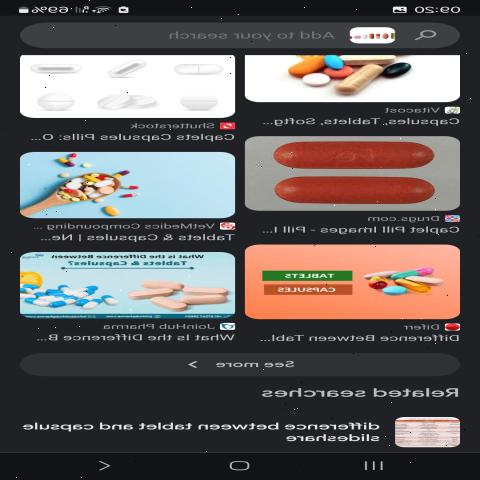 09:20 69%
Add to your search
Vitacost
Capsules, Tablets, Softg...
Shutterstock
Caplets Capsules Pills: O...
Drugs.com
Caplet Pill Images - Pill I...
VetMedics Compounding ...
Tablets & Capsules | Ne...
TABLETS
CAPSULES
Differr
Difference Between Tabl...
What is the Difference Between
Tablets & Capsules?
JoinHub Pharma
What Is the Difference B...
See more
Related searches
difference between tablet and capsule
slideshare